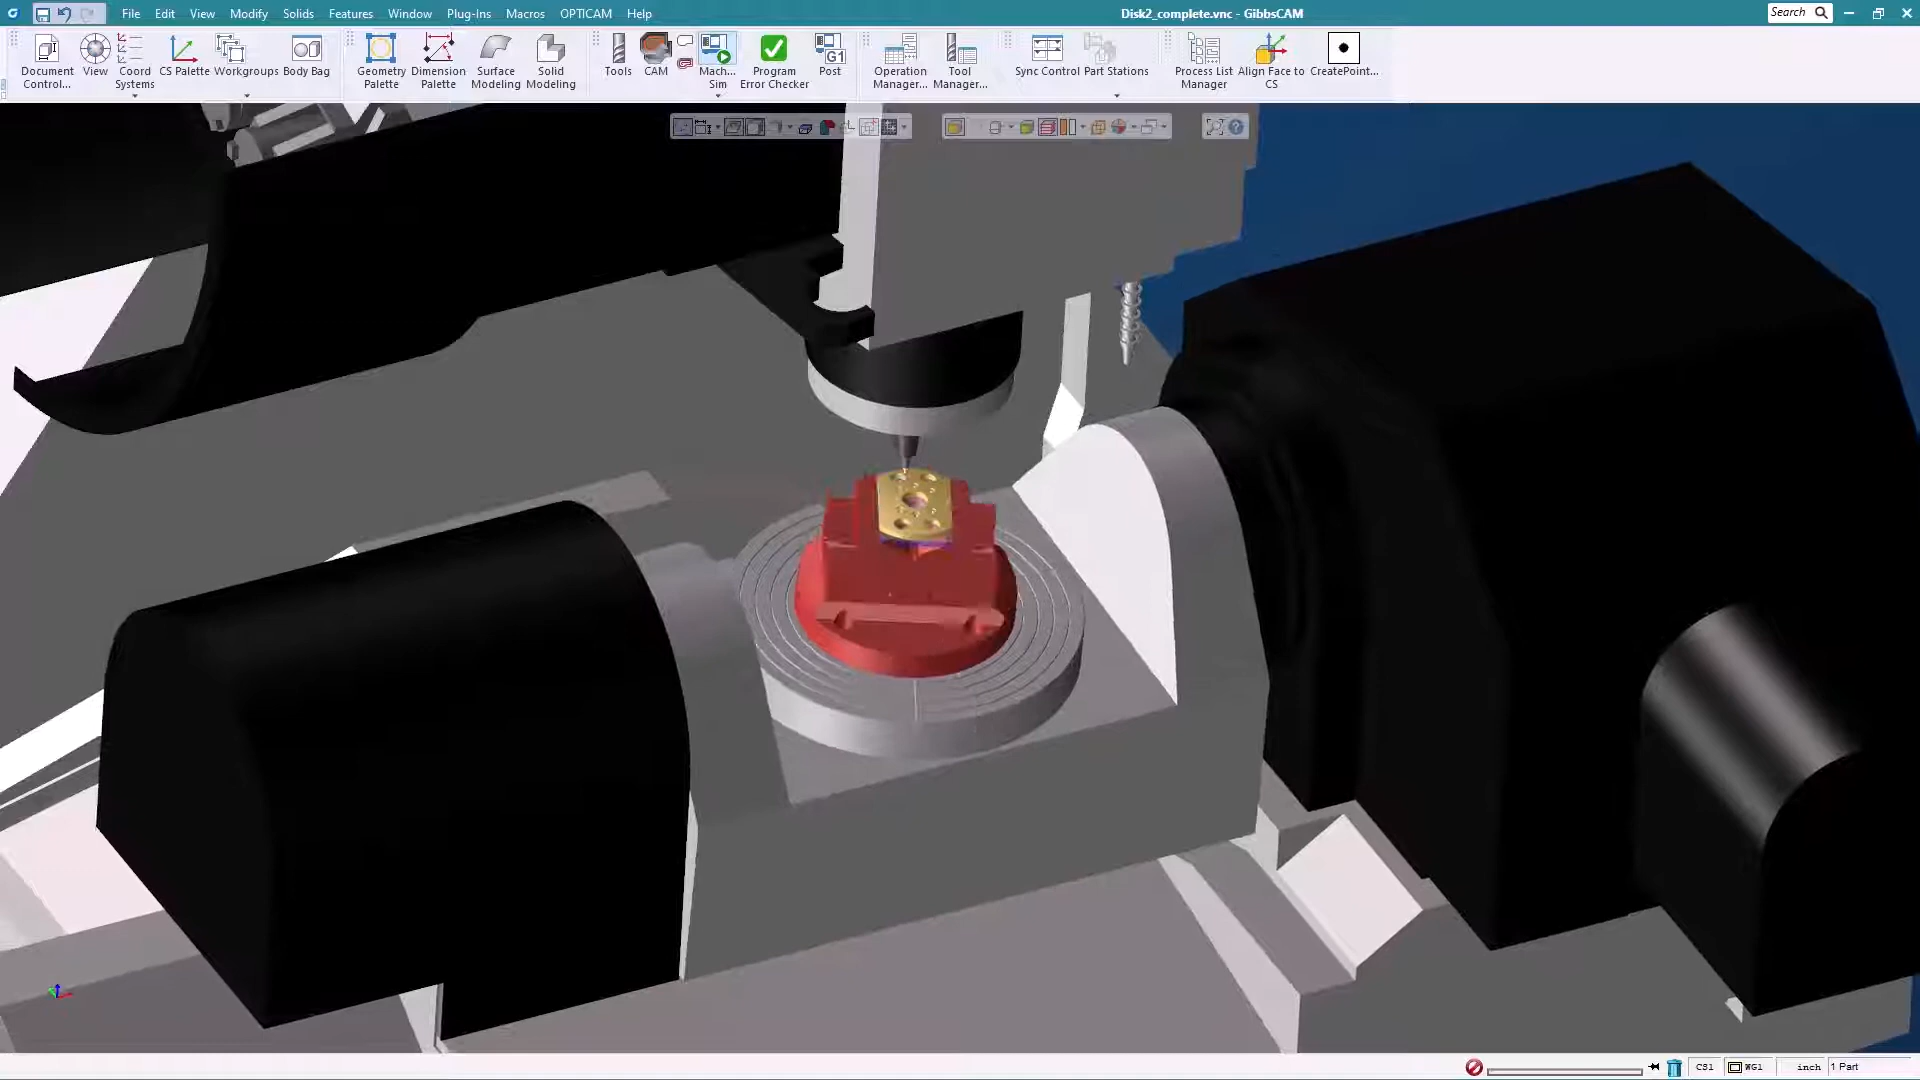 File Edit View Modify Solids Features Window Plug-Ins Macros OPTICAM Help
Disk2_complete.vnc - GibbsCAM
Search
Document Control...
View
Coord Systems
CS Palette
Workgroups
Body Bag
Geometry Palette
Dimension Palette
Surface Modeling
Solid Modeling
Tools
CAM
Mach... Sim
Program Error Checker
G1
Post
Operation Manager...
Tool Manager...
Sync Control
Part Stations
Process List Manager
Align Face to CS
CreatePoint...
CS1 WG1 inch 1 Part